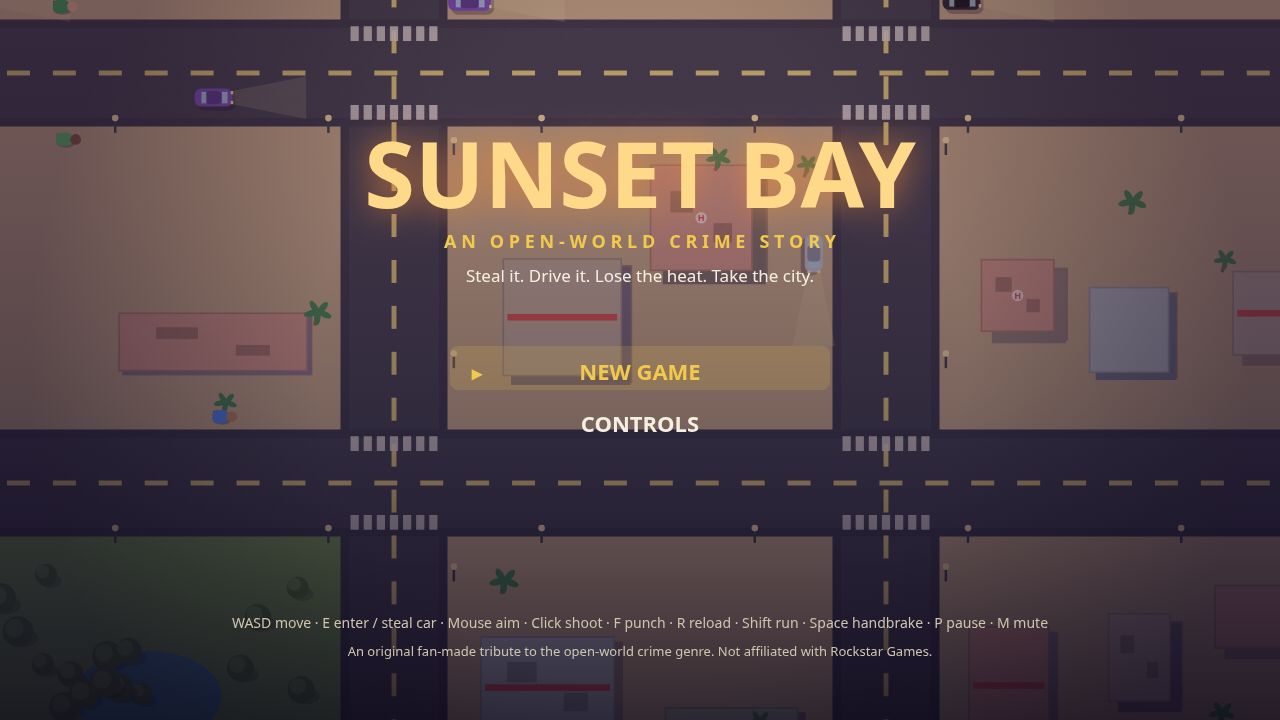 H
SUNSET BAY
AN OPEN-WORLD CRIME STORY
Steal it. Drive it. Lose the heat. Take the city.
H
► NEW GAME
CONTROLS
WASD move · E enter / steal car · Mouse aim · Click shoot · F punch · R reload · Shift run · Space handbrake · P pause · M mute
An original fan-made tribute to the open-world crime genre. Not affiliated with Rockstar Games.